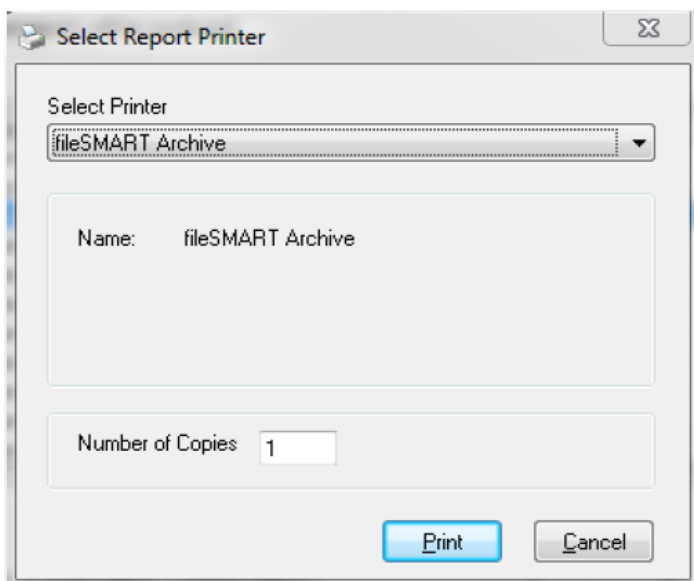 Select Report Printer
Select Printer
fileSMART Archive
Name: fileSMART Archive
Number of Copies 1
Print Cancel